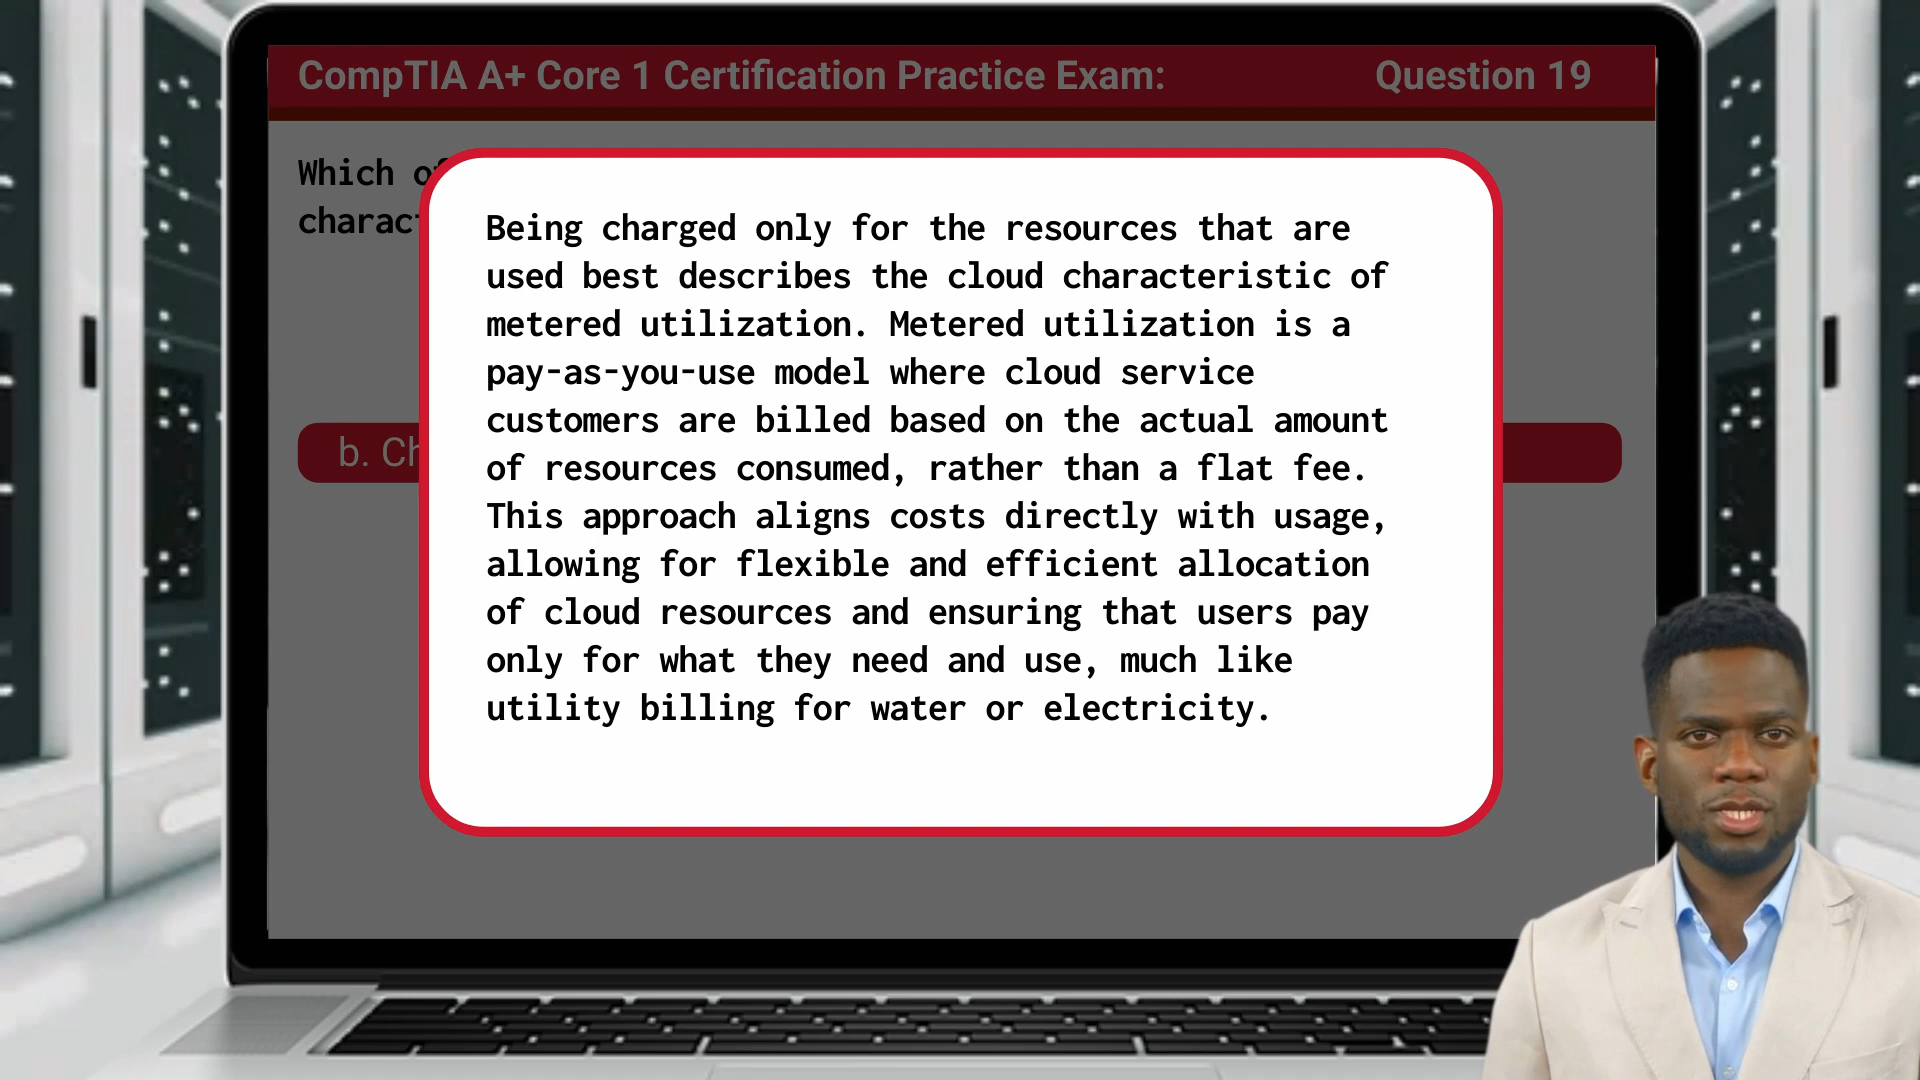 CompTIA A+ Core 1 Certification Practice Exam: Question 19
Which
b.
Being charged only for the resources that are
used best describes the cloud characteristic of
metered utilization. Metered utilization is a
pay-as-you-use model where cloud service
customers are billed based on the actual amount
of resources consumed, rather than a flat fee.
This approach aligns costs directly with usage,
allowing for flexible and efficient allocation
of cloud resources and ensuring that users pay
only for what they need and use, much like
utility billing for water or electricity.